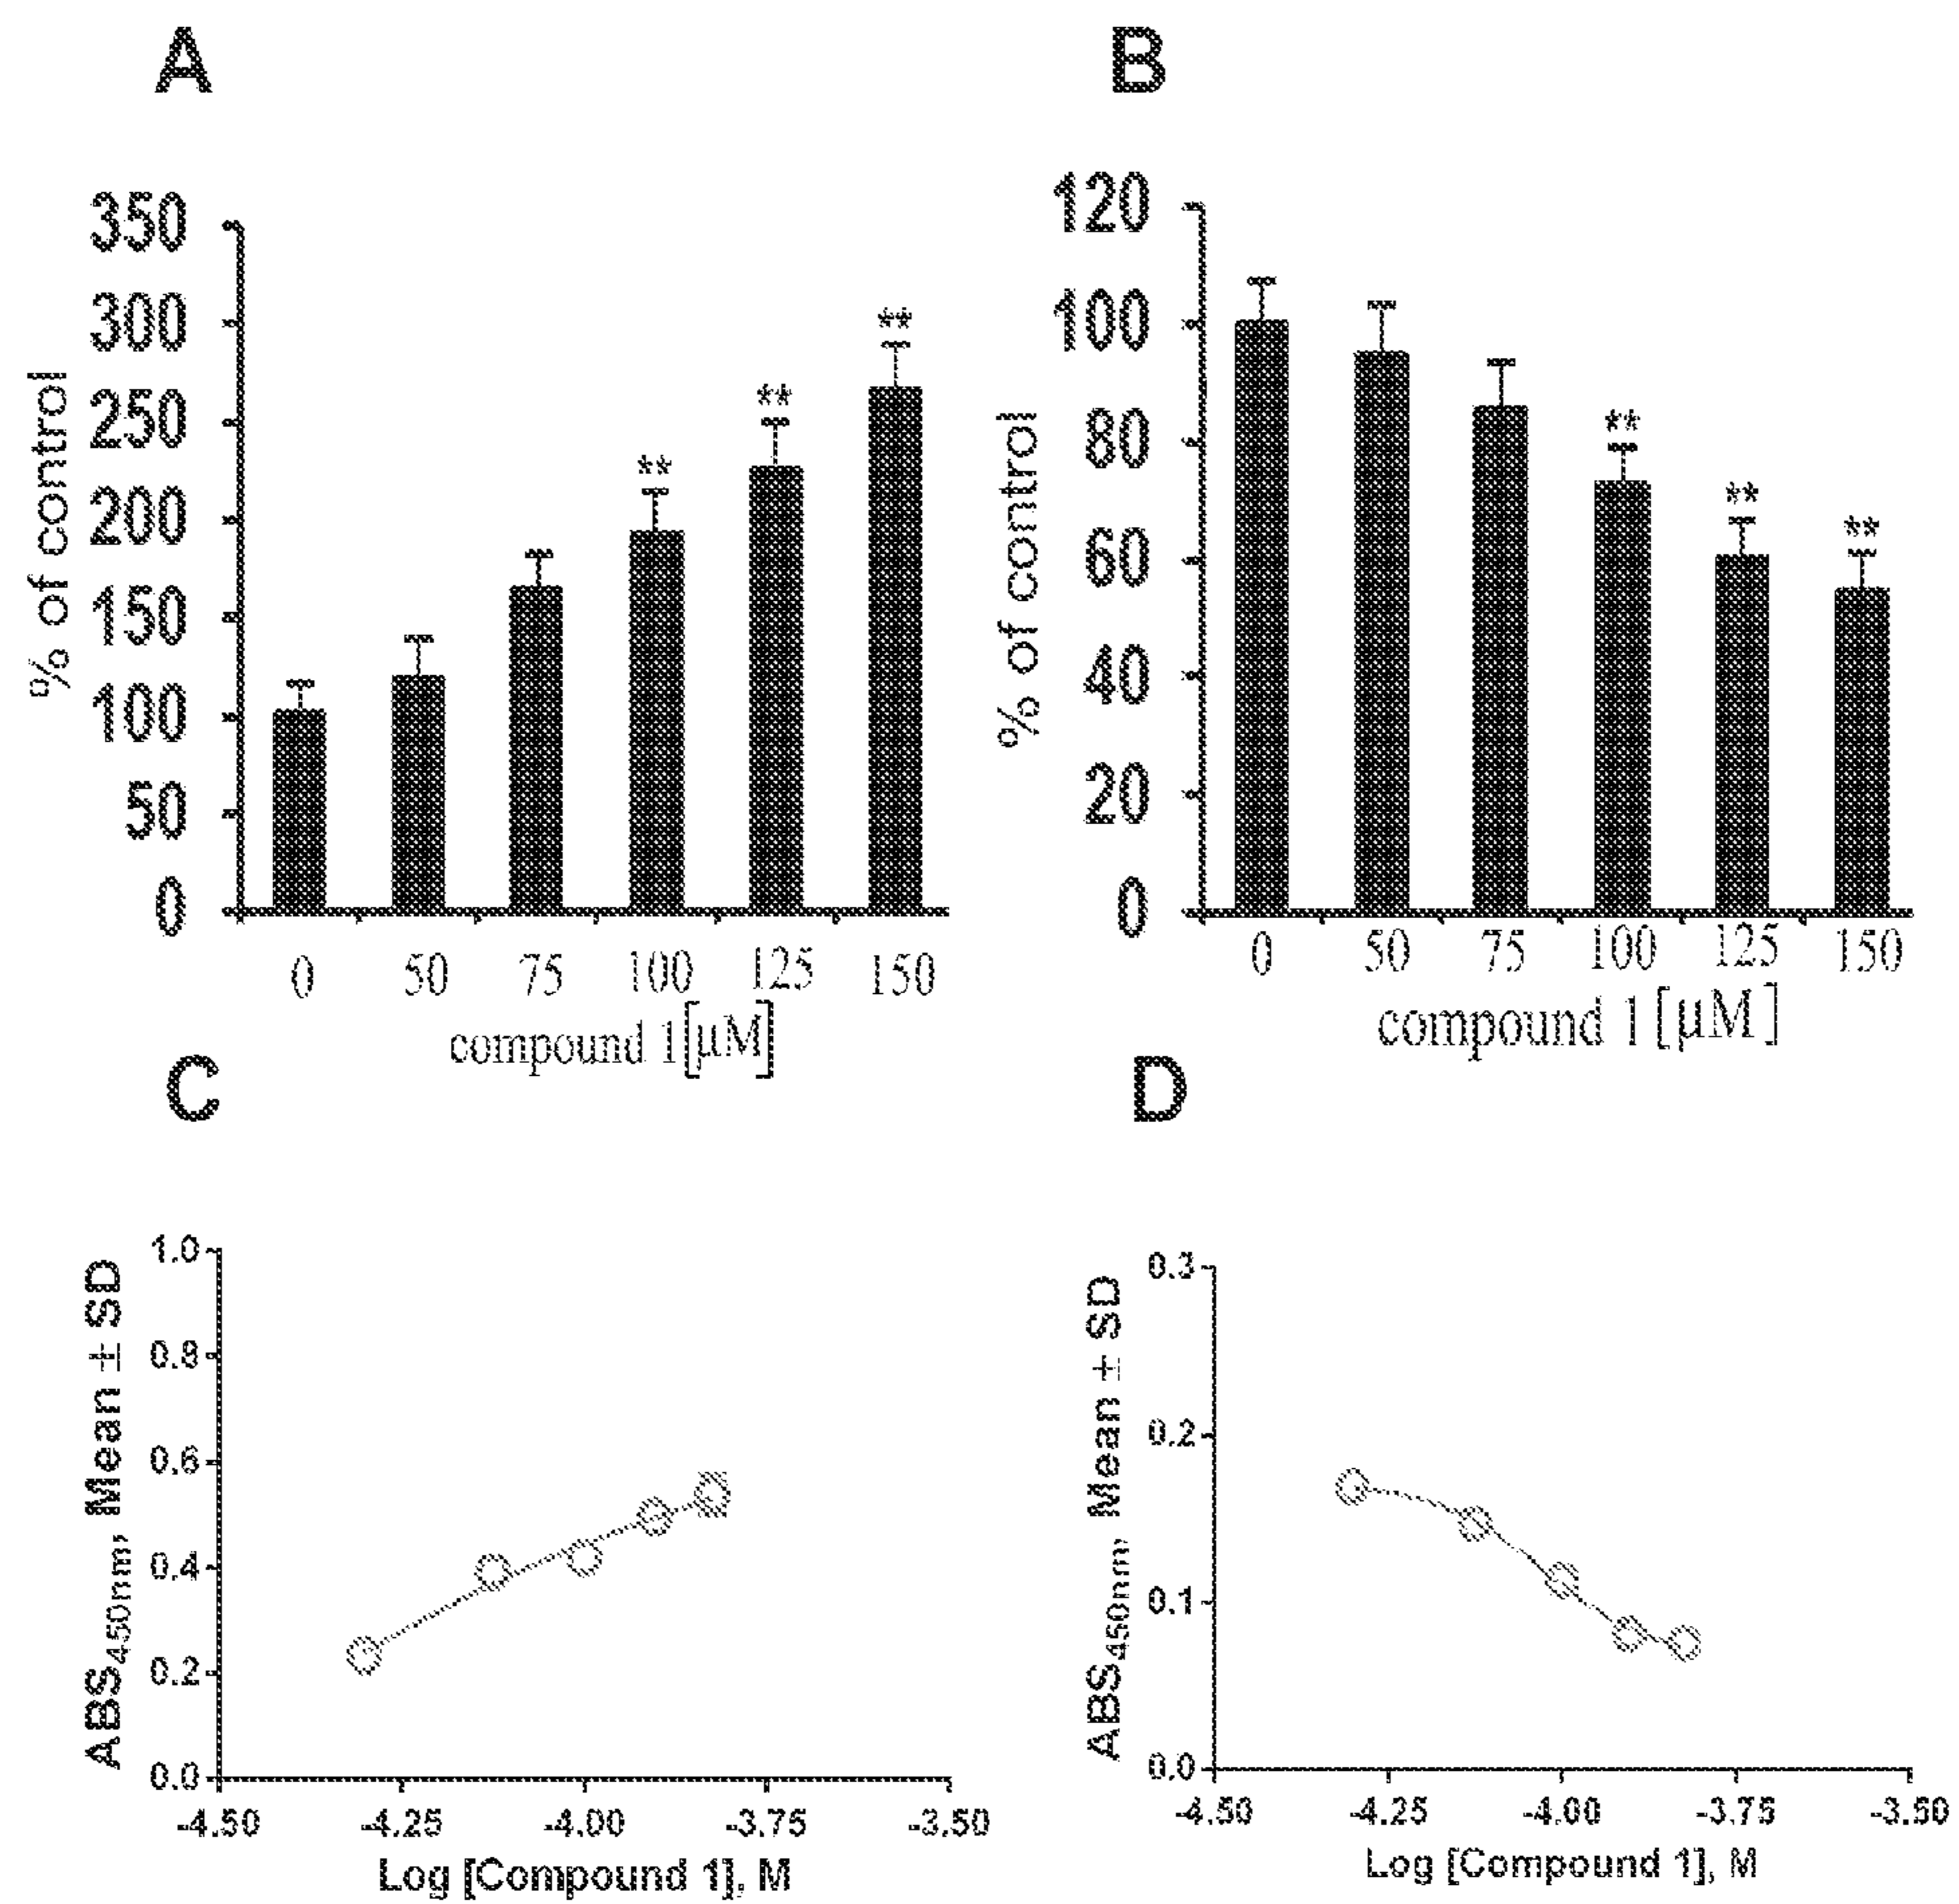 A
350
300
250
200
150
100
50
0
% of control
**
**
**
0 50 75 100 125 150
compound 1[μM]
B
120
100
80
60
40
20
0
% of control
**
**
**
0 50 75 100 125 150
compound 1 [μM]
C
1.0
0.8
0.6
0.4
0.2
0.0
ABS450nm, Mean ± SD
-4.50 -4.25 -4.00 -3.75 -3.50
Log [Compound 1], M
D
0.3
0.2
0.1
0.0
ABS450nm, Mean ± SD
-4.50 -4.25 -4.00 -3.75 -3.50
Log [Compound 1], M